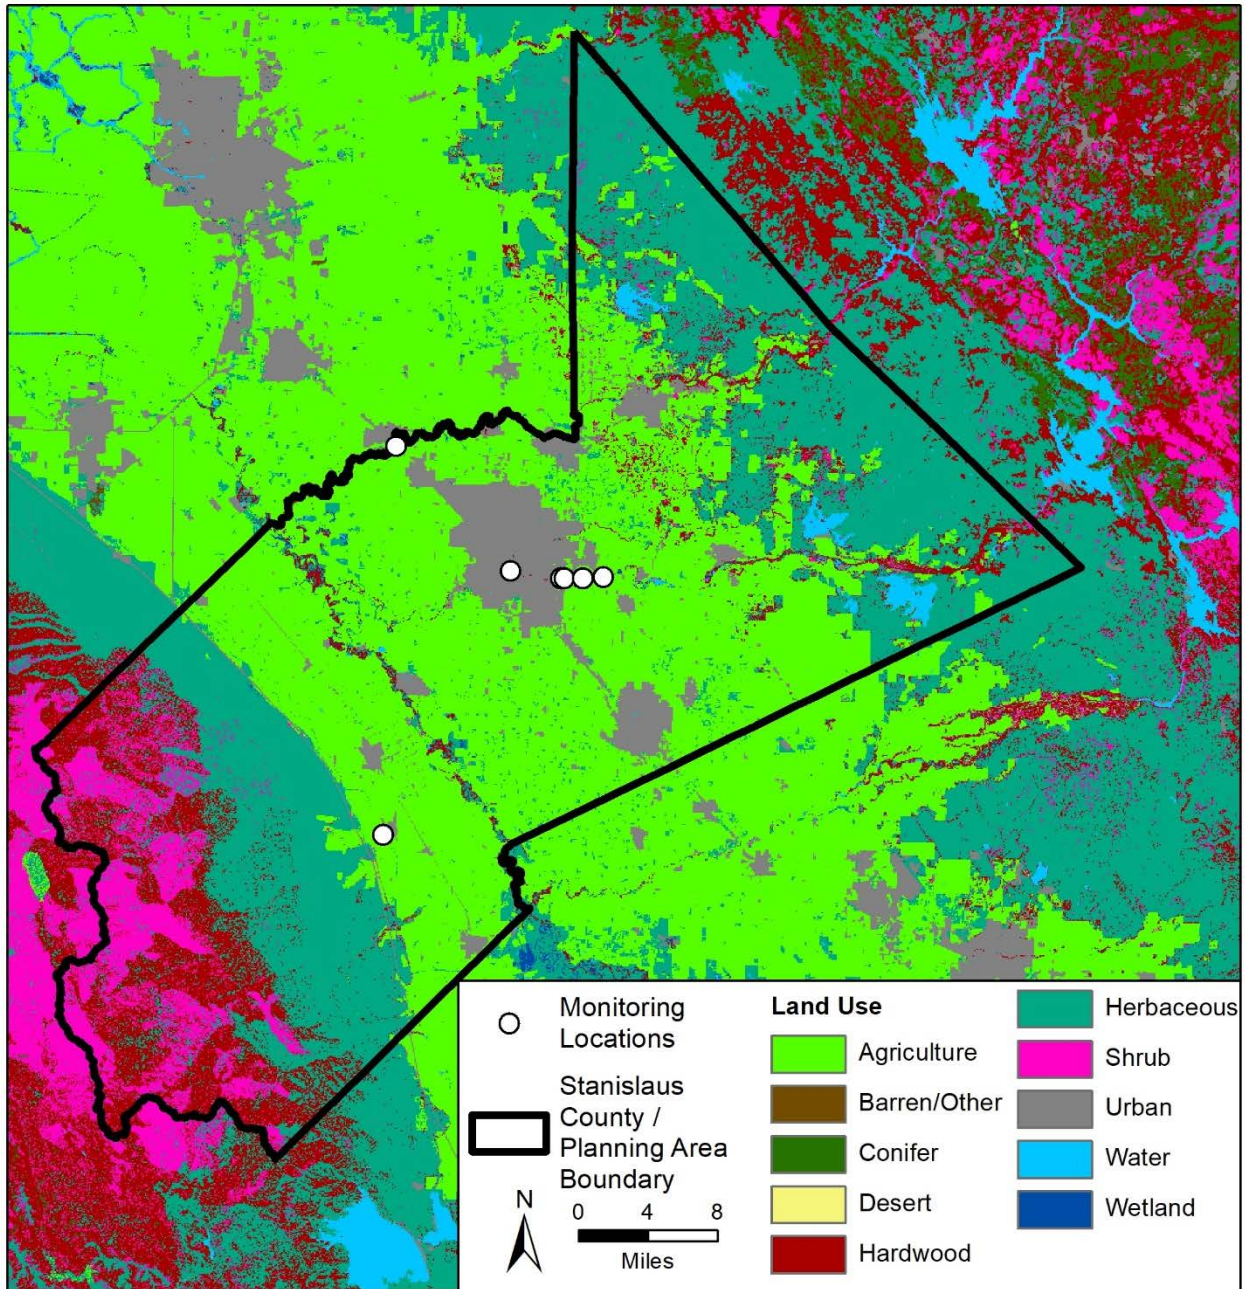 Monitoring
Locations
Stanislaus
County /
Planning Area
Boundary
N
0 4 8
Miles
Land Use
Agriculture
Barren/Other
Conifer
Desert
Hardwood
Herbaceous
Shrub
Urban
Water
Wetland